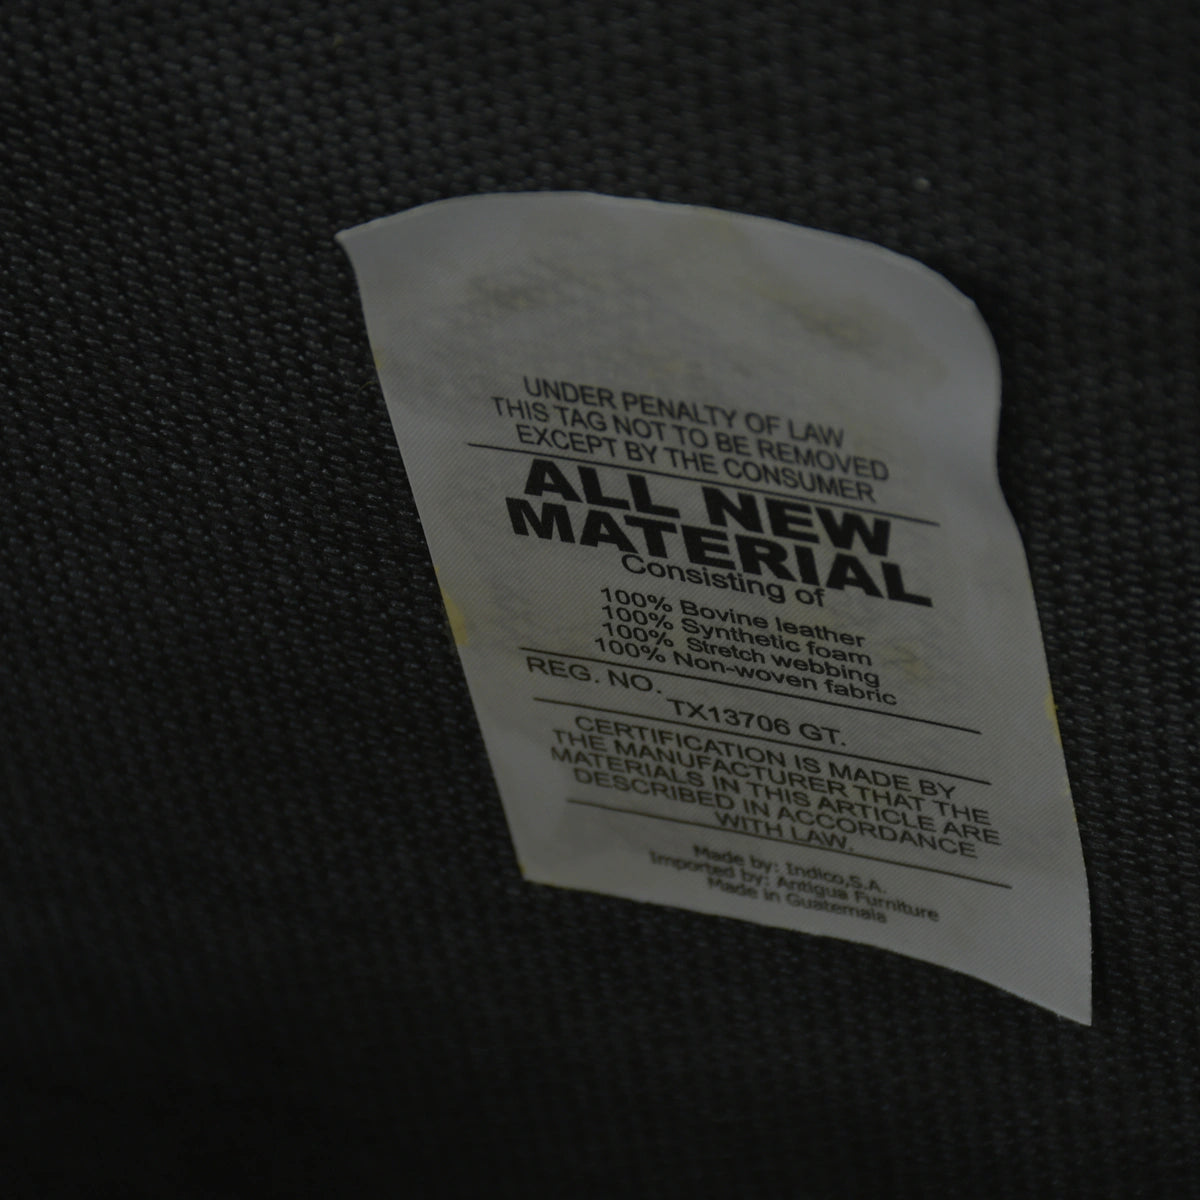 UNDER PENALTY OF LAW
THIS TAG NOT TO BE REMOVED
EXCEPT BY THE CONSUMER
ALL NEW
MATERIAL
Consisting of
100% Bovine leather
100% Synthetic foam
100% Stretch webbing
100% Non-woven fabric
REG. NO.
TX13706 GT.
CERTIFICATION IS MADE BY
THE MANUFACTURER THAT THE
MATERIALS IN THIS ARTICLE ARE
DESCRIBED IN ACCORDANCE
WITH LAW.
Made by: Indico,S.A.
Imported by: Antigua Furniture
Made in Guatemala